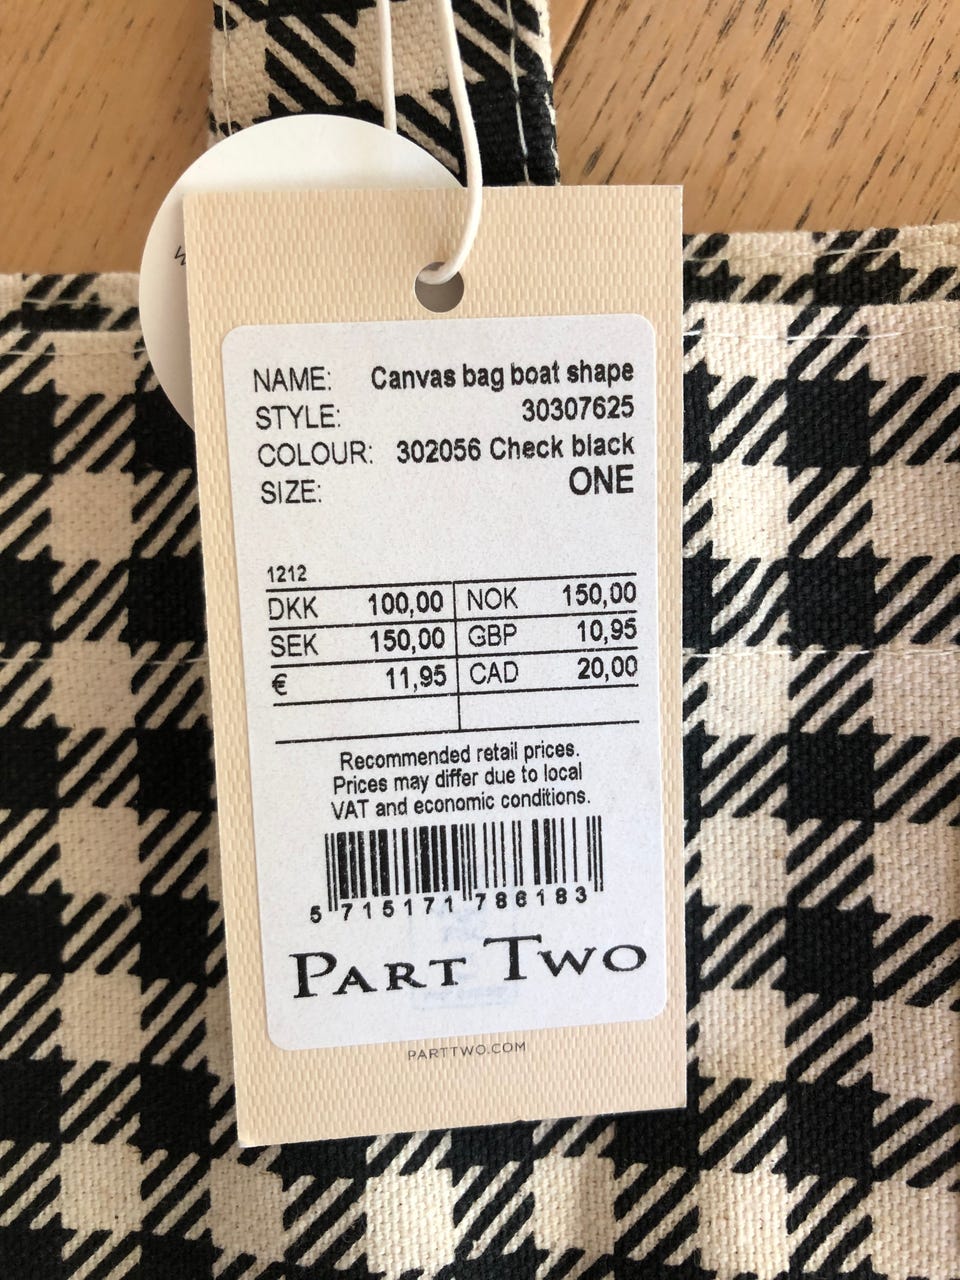 NAME: Canvas bag boat shape
STYLE: 30307625
COLOUR: 302056 Check black
SIZE: ONE
1212
DKK 100,00 NOK 150,00
SEK 150,00 GBP 10,95
€ 11,95 CAD 20,00
Recommended retail prices.
Prices may differ due to local
VAT and economic conditions.
5 715171 786183
PART TWO
PARTTWO.COM